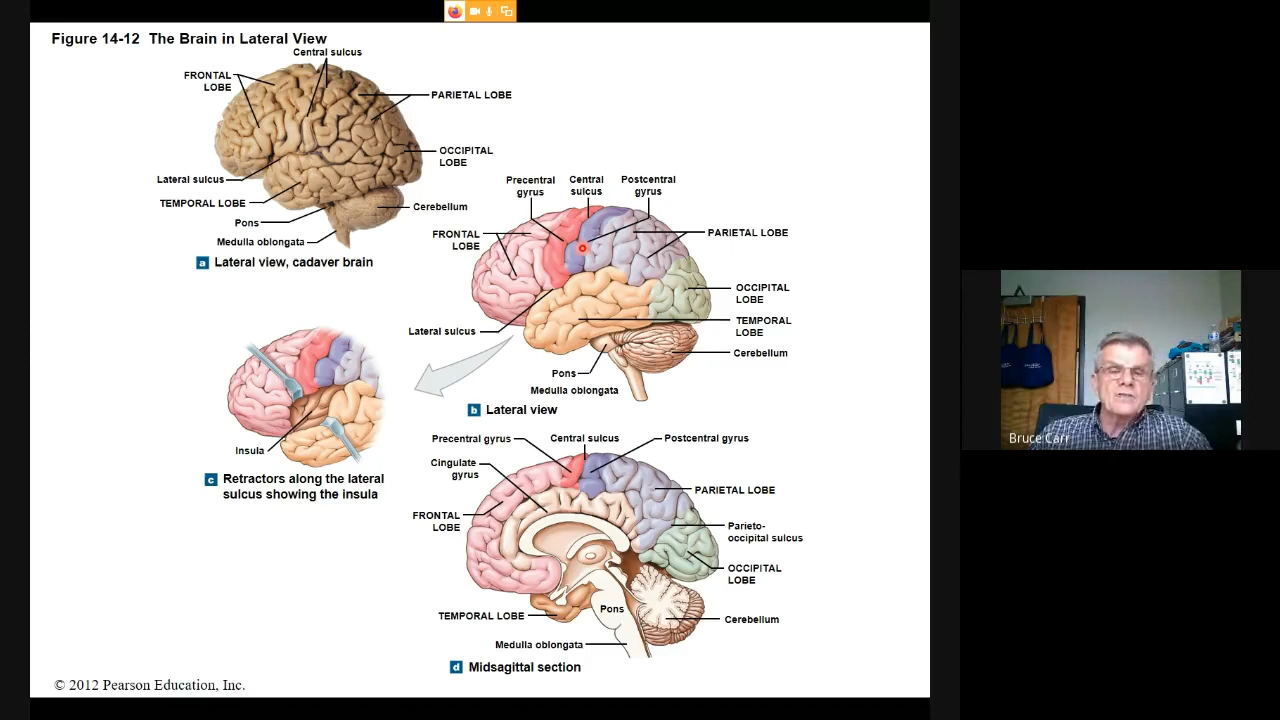 Figure 14-12 The Brain in Lateral View
Central sulcus
FRONTAL
LOBE
PARIETAL LOBE
OCCIPITAL
LOBE
Lateral sulcus
TEMPORAL LOBE
Cerebellum
Pons
Medulla oblongata
a Lateral view, cadaver brain
Precentral
gyrus
Central
sulcus
Postcentral
gyrus
FRONTAL
LOBE
PARIETAL LOBE
OCCIPITAL
LOBE
Lateral sulcus
TEMPORAL
LOBE
Cerebellum
Pons
Medulla oblongata
b Lateral view
Insula
c Retractors along the lateral
sulcus showing the insula
Precentral gyrus
Central sulcus
Postcentral gyrus
Cingulate
gyrus
PARIETAL LOBE
FRONTAL
LOBE
Parieto-
occipital sulcus
OCCIPITAL
LOBE
TEMPORAL LOBE
Pons
Cerebellum
Medulla oblongata
d Midsagittal section
© 2012 Pearson Education, Inc.
Bruce Carr